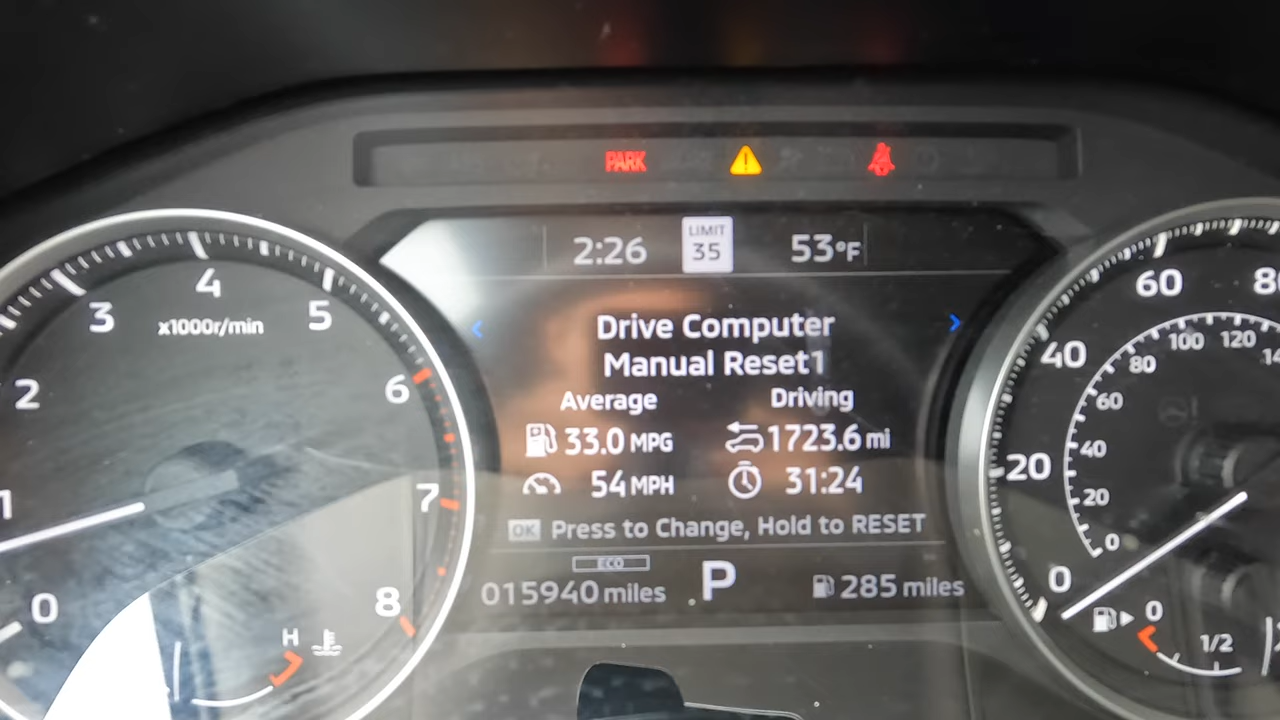 PARK
2:26
LIMIT
35
53°F
Drive Computer
Manual Reset1
Average
Driving
33.0 MPG
1723.6 mi
54 MPH
31:24
OK Press to Change, Hold to RESET
ECO
015940 miles
P
285 miles
0
1
2
3
4
5
6
7
8
x1000r/min
H
0
20
40
60
80
0
20
40
60
80
100
120
0
1/2